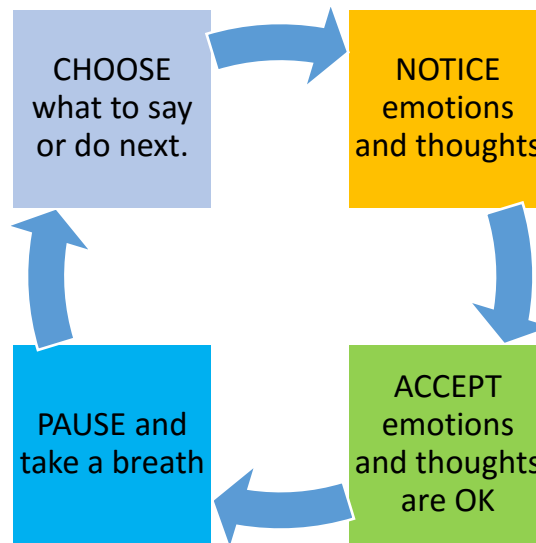 CHOOSE
what to say
or do next.
NOTICE
emotions
and thoughts
PAUSE and
take a breath
ACCEPT
emotions
and thoughts
are OK